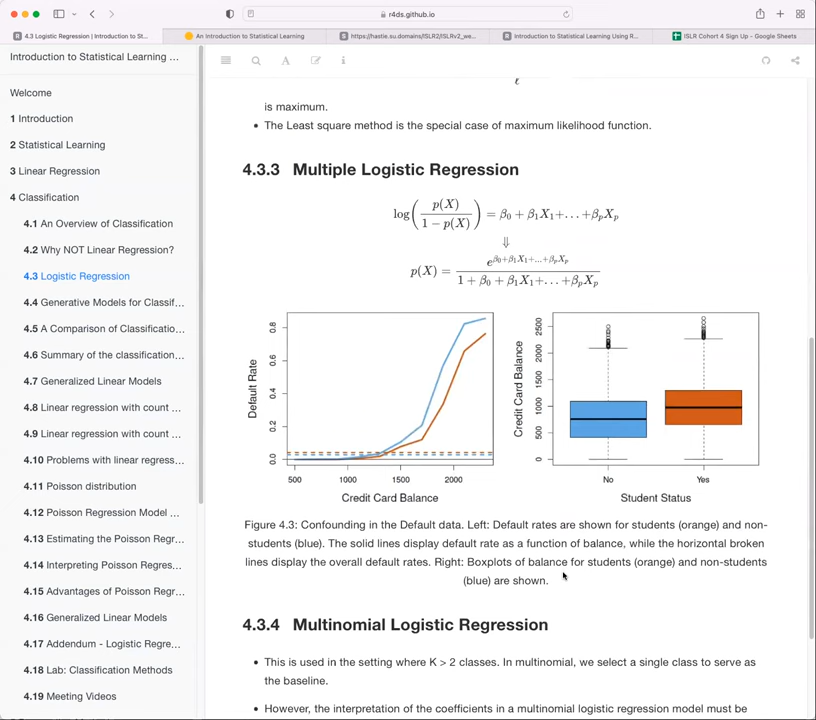 r4ds.github.io
4.3 Logistic Regression | Introduction to St...
An Introduction to Statistical Learning
https://hastie.su.domains/ISLR2/ISLRv2_we...
Introduction to Statistical Learning Using R...
ISLR Cohort 4 Sign Up - Google Sheets
Introduction to Statistical Learning ...
Welcome
1 Introduction
2 Statistical Learning
3 Linear Regression
4 Classification
4.1 An Overview of Classification
4.2 Why NOT Linear Regression?
4.3 Logistic Regression
4.4 Generative Models for Classif...
4.5 A Comparison of Classificatio...
4.6 Summary of the classification...
4.7 Generalized Linear Models
4.8 Linear regression with count ...
4.9 Linear regression with count ...
4.10 Problems with linear regress...
4.11 Poisson distribution
4.12 Poisson Regression Model ...
4.13 Estimating the Poisson Regr...
4.14 Interpreting Poisson Regres...
4.15 Advantages of Poisson Regr...
4.16 Generalized Linear Models
4.17 Addendum - Logistic Regre...
4.18 Lab: Classification Methods
4.19 Meeting Videos
A
i
ℓ
is maximum.
• The Least square method is the special case of maximum likelihood function.
4.3.3 Multiple Logistic Regression
log(p(X) / 1 − p(X)) = β0 + β1X1+...+βpXp
⇓
p(X) = e^{β0+β1X1+...+βpXp} / 1 + β0 + β1X1+...+βpXp
Default Rate
0.0 0.2 0.4 0.6 0.8
500 1000 1500 2000
Credit Card Balance
Credit Card Balance
0 500 1000 1500 2000 2500
No Yes
Student Status
Figure 4.3: Confounding in the Default data. Left: Default rates are shown for students (orange) and non-
students (blue). The solid lines display default rate as a function of balance, while the horizontal broken
lines display the overall default rates. Right: Boxplots of balance for students (orange) and non-students
(blue) are shown.
4.3.4 Multinomial Logistic Regression
• This is used in the setting where K > 2 classes. In multinomial, we select a single class to serve as
the baseline.
• However, the interpretation of the coefficients in a multinomial logistic regression model must be